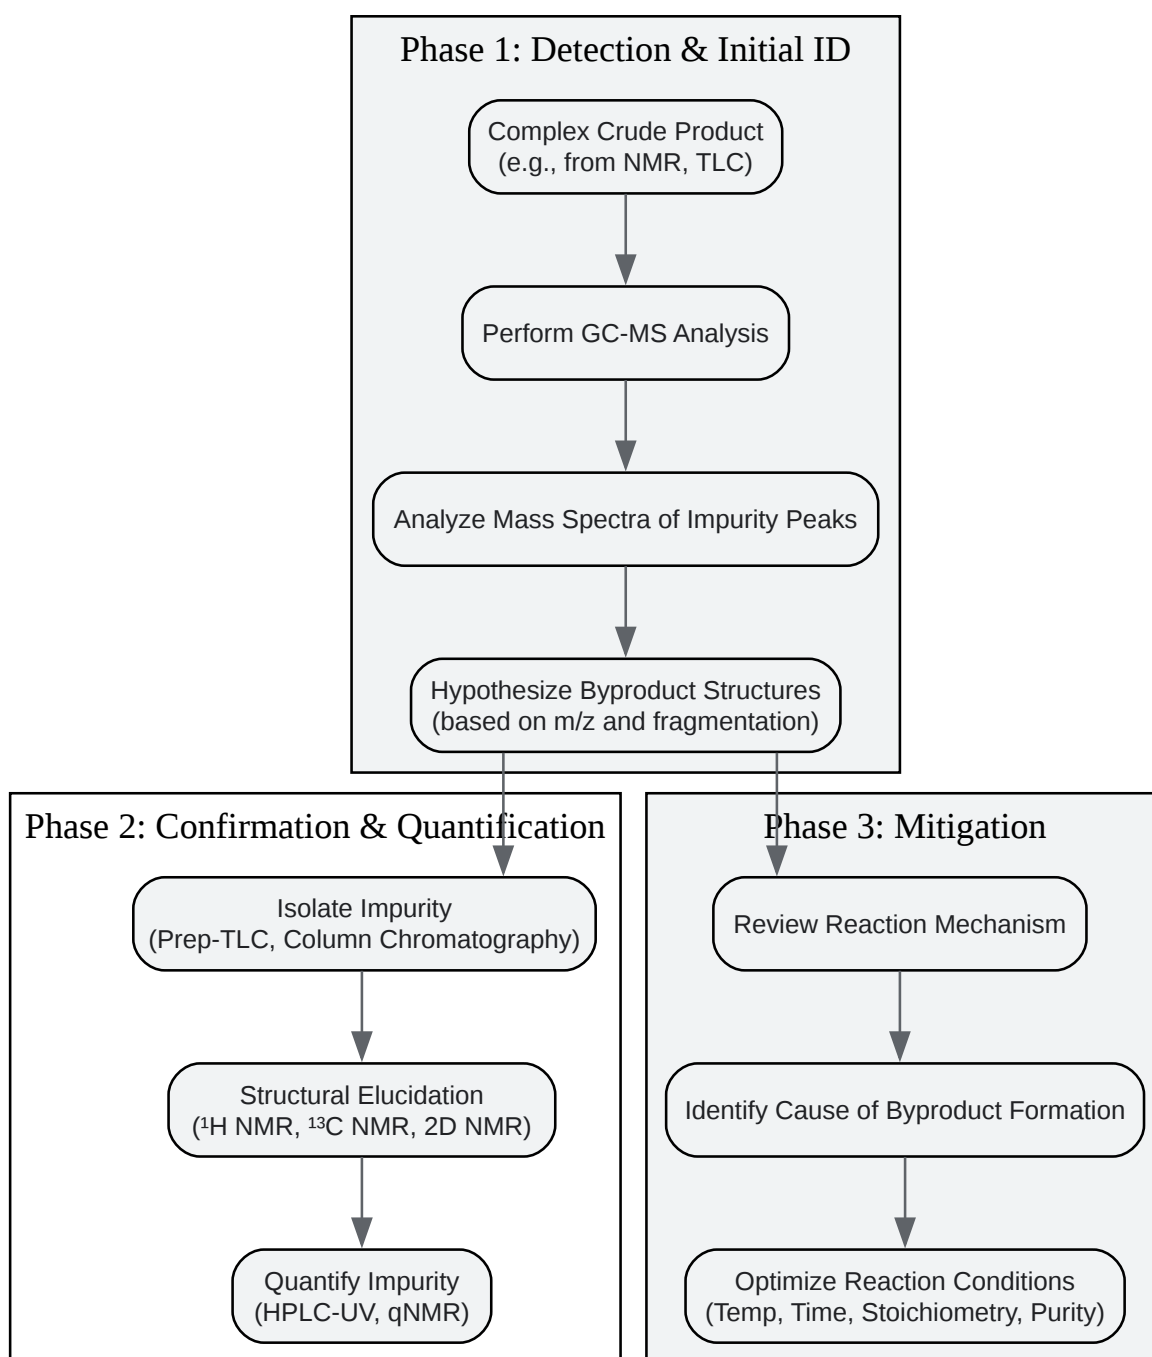 Phase 1: Detection & Initial ID
Complex Crude Product
(e.g., from NMR, TLC)
Perform GC-MS Analysis
Analyze Mass Spectra of Impurity Peaks
Hypothesize Byproduct Structures
(based on m/z and fragmentation)
Phase 2: Confirmation & Quantification
Isolate Impurity
(Prep-TLC, Column Chromatography)
Structural Elucidation
(¹H NMR, ¹³C NMR, 2D NMR)
Quantify Impurity
(HPLC-UV, qNMR)
Phase 3: Mitigation
Review Reaction Mechanism
Identify Cause of Byproduct Formation
Optimize Reaction Conditions
(Temp, Time, Stoichiometry, Purity)